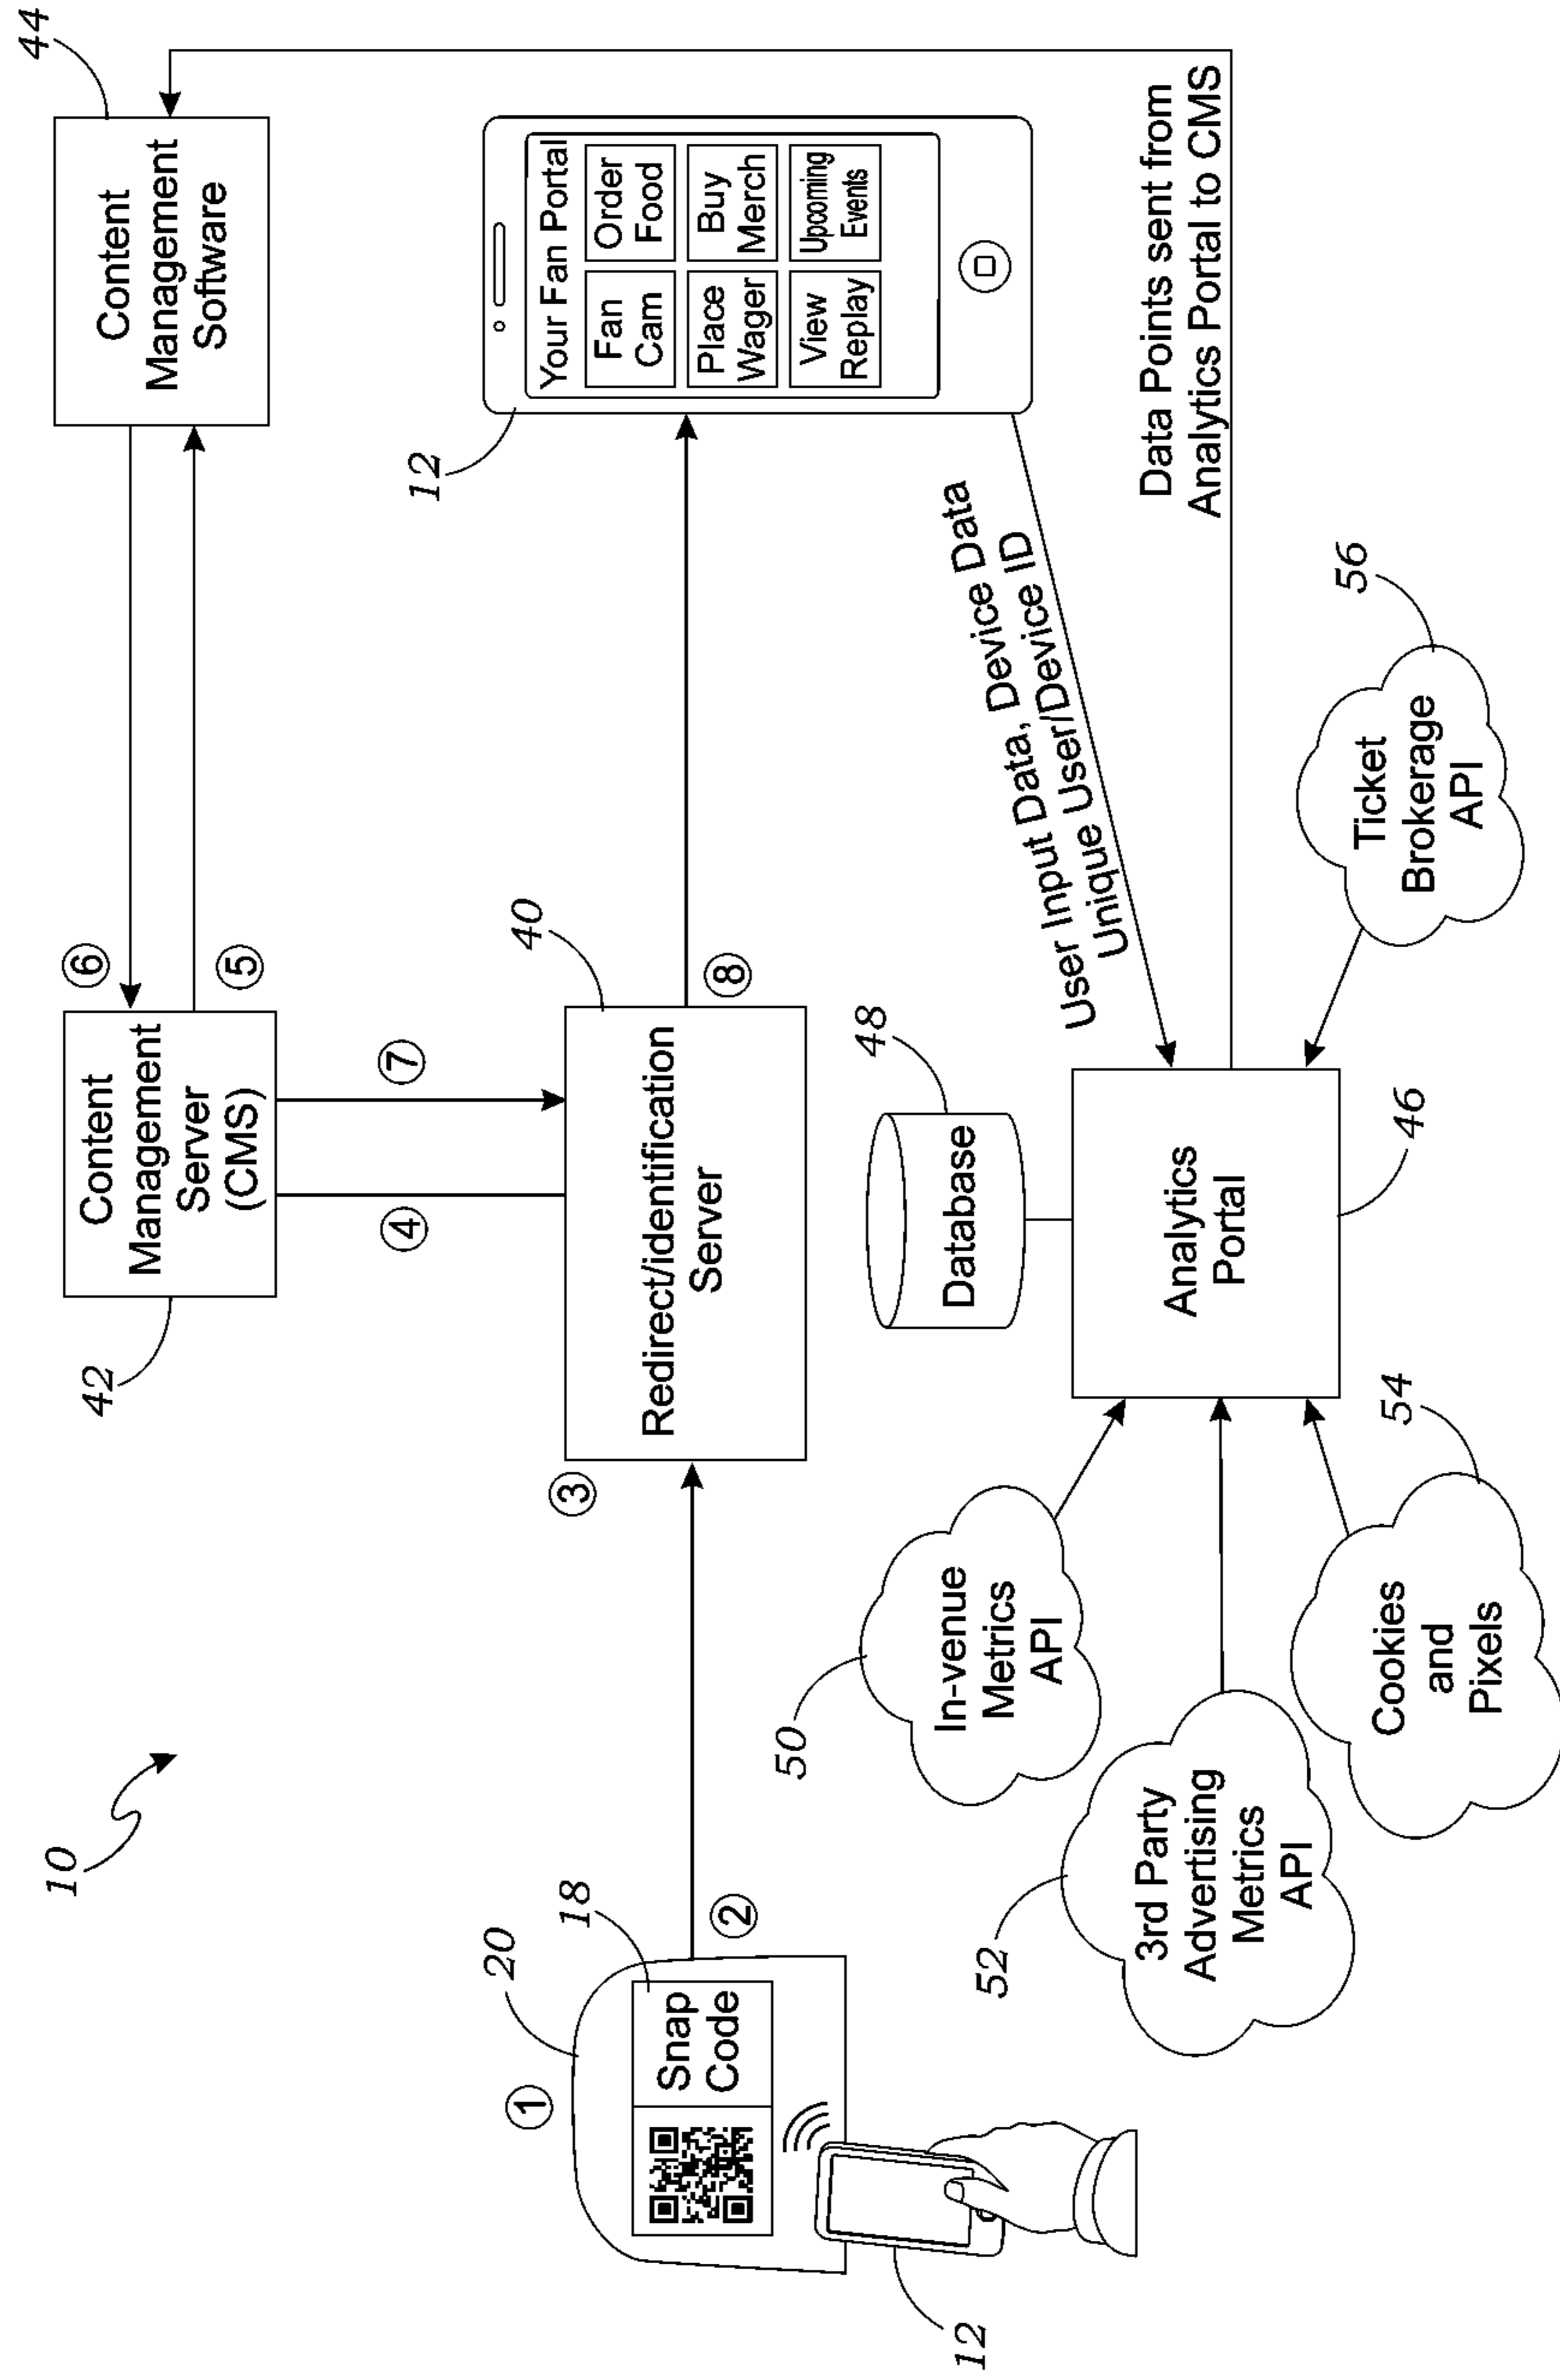 10
44
Content
Management
Software
42
Content
Management
Server
(CMS)
6
5
4
7
1
20
18
Snap
Code
12
2
3
40
Redirect/identification
Server
8
12
Your Fan Portal
Fan
Cam
Order
Food
Place
Wager
Buy
Merch
View
Replay
Upcoming
Events
User Input Data, Device Data
Unique User/Device ID
Data Points sent from
Analytics Portal to CMS
48
Database
46
Analytics
Portal
50
In-venue
Metrics
API
52
3rd Party
Advertising
Metrics
API
54
Cookies
and
Pixels
56
Ticket
Brokerage
API